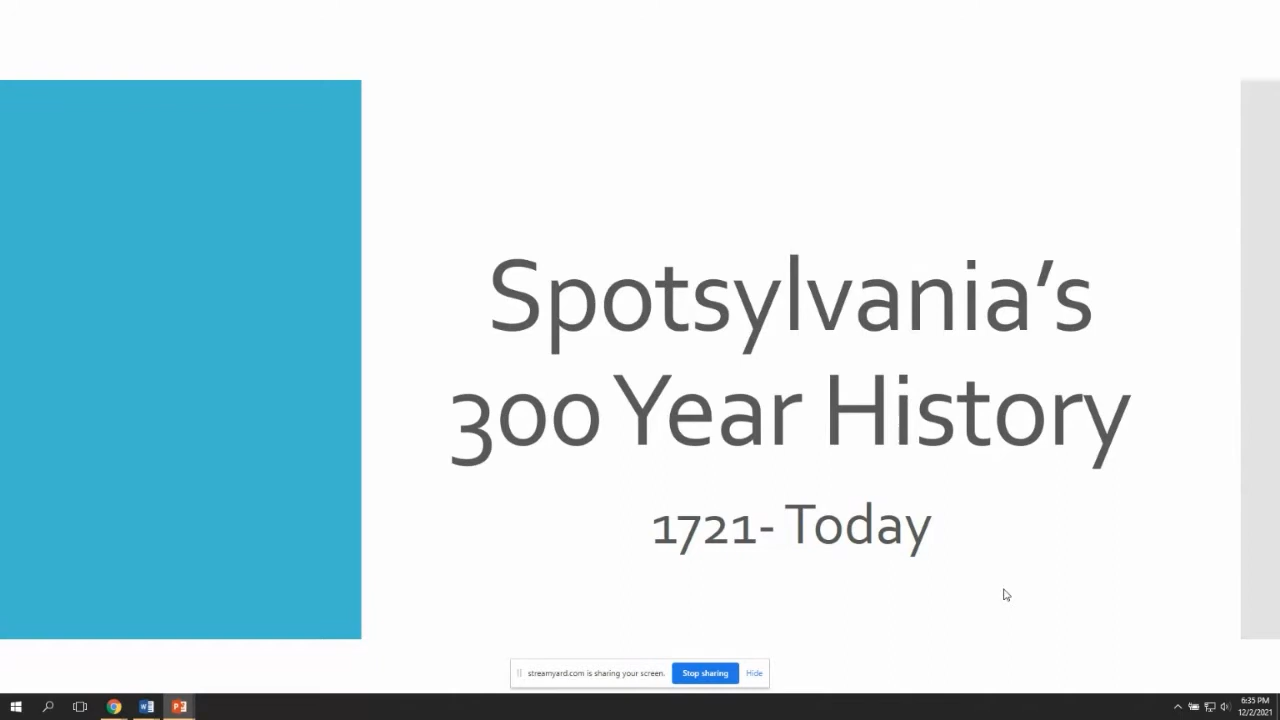 Spotsylvania’s
300 Year History
1721- Today
streamyard.com is sharing your screen. Stop sharing Hide
6:35 PM
12/2/2021